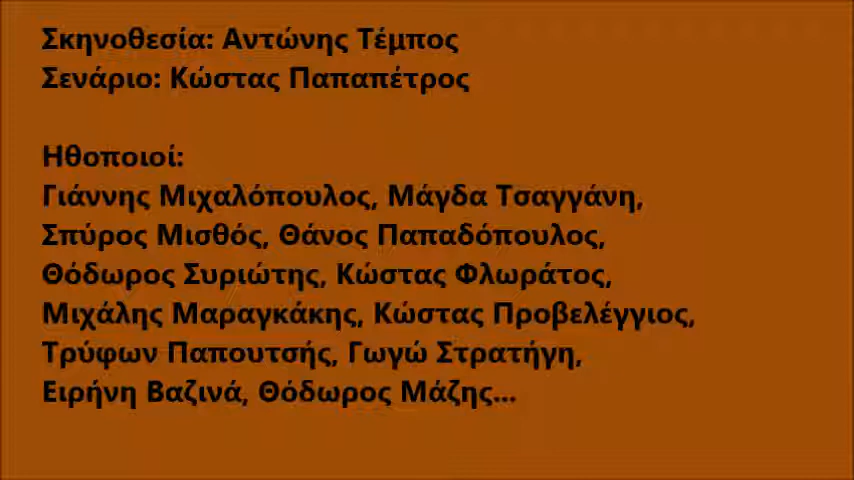 Σκηνοθεσία: Αντώνης Τέμπος
Σενάριο: Κώστας Παπαπέτρος
Ηθοποιοί:
Γιάννης Μιχαλόπουλος, Μάγδα Τσαγγάνη,
Σπύρος Μισθός, Θάνος Παπαδόπουλος,
Θόδωρος Συριώτης, Κώστας Φλωράτος,
Μιχάλης Μαραγκάκης, Κώστας Προβελέγγιος,
Τρύφων Παπουτσής, Γωγώ Στρατήγη,
Ειρήνη Βαζινά, Θόδωρος Μάζης...